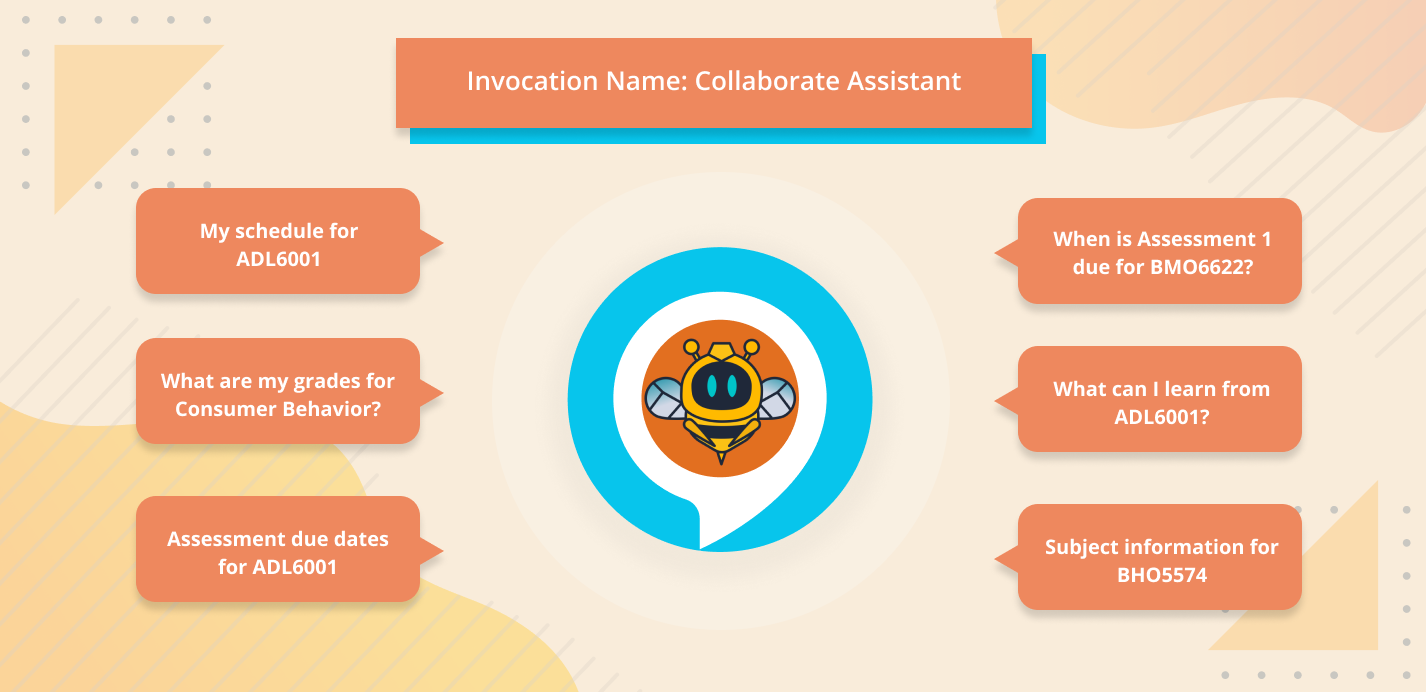 Invocation Name: Collaborate Assistant
My schedule for
ADL6001
What are my grades for
Consumer Behavior?
Assessment due dates
for ADL6001
When is Assessment 1
due for BMO6622?
What can I learn from
ADL6001?
Subject information for
BHO5574